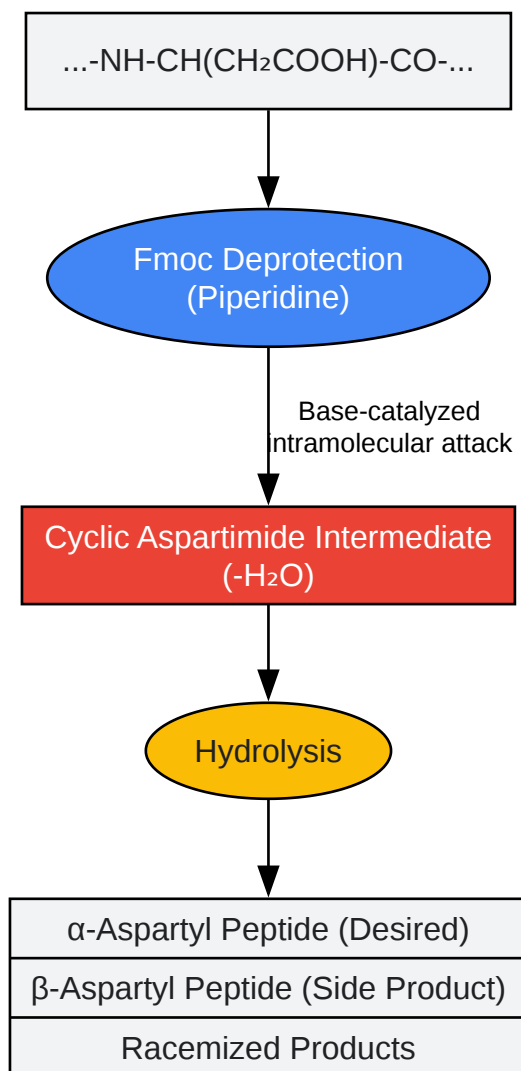 ...-NH-CH(CH₂COOH)-CO-...
Fmoc Deprotection
(Piperidine)
Base-catalyzed
intramolecular attack
Cyclic Aspartimide Intermediate
(-H₂O)
Hydrolysis
α-Aspartyl Peptide (Desired)
β-Aspartyl Peptide (Side Product)
Racemized Products